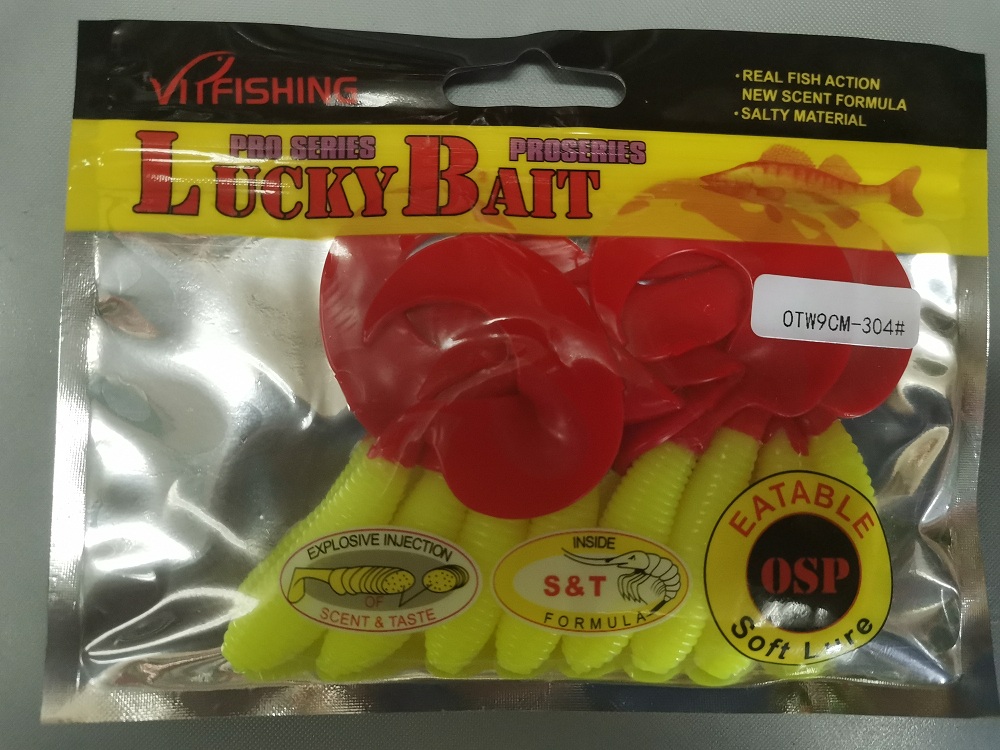 VITFISHING
·REAL FISH ACTION
NEW SCENT FORMULA
·SALTY MATERIAL
PRO SERIES
PROSERIES
LUCKY BAIT
OTW9CM-304#
EXPLOSIVE INJECTION
OF
SCENT & TASTE
INSIDE
S & T
FORMULA
EATABLE
OSP
Soft Lure